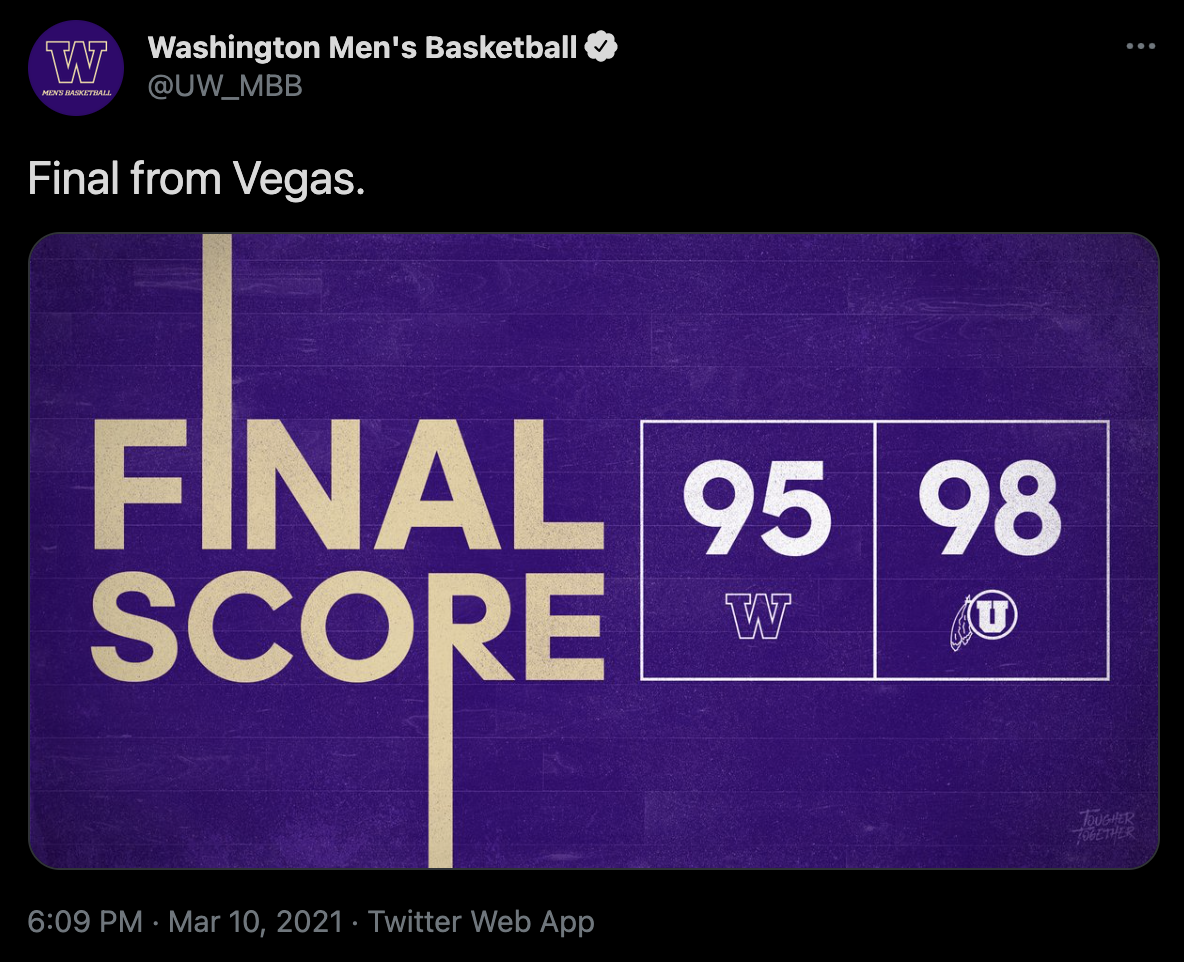 W
MEN'S BASKETBALL
Washington Men's Basketball
@UW_MBB
Final from Vegas.
FINAL
SCORE
95 98
W U
TOUGHER
TOGETHER
6:09 PM · Mar 10, 2021 · Twitter Web App